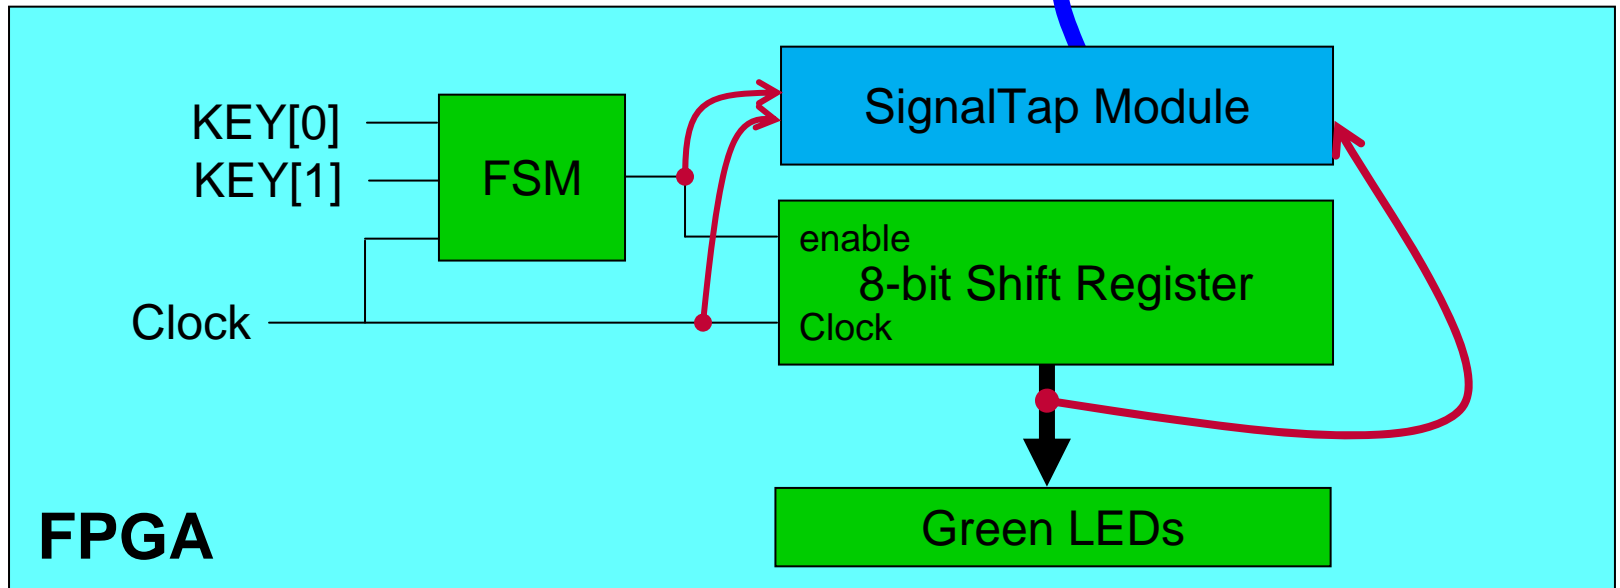 SignalTap Module
KEY[0]
KEY[1]
FSM
enable
8-bit Shift Register
Clock
Clock
FPGA
Green LEDs